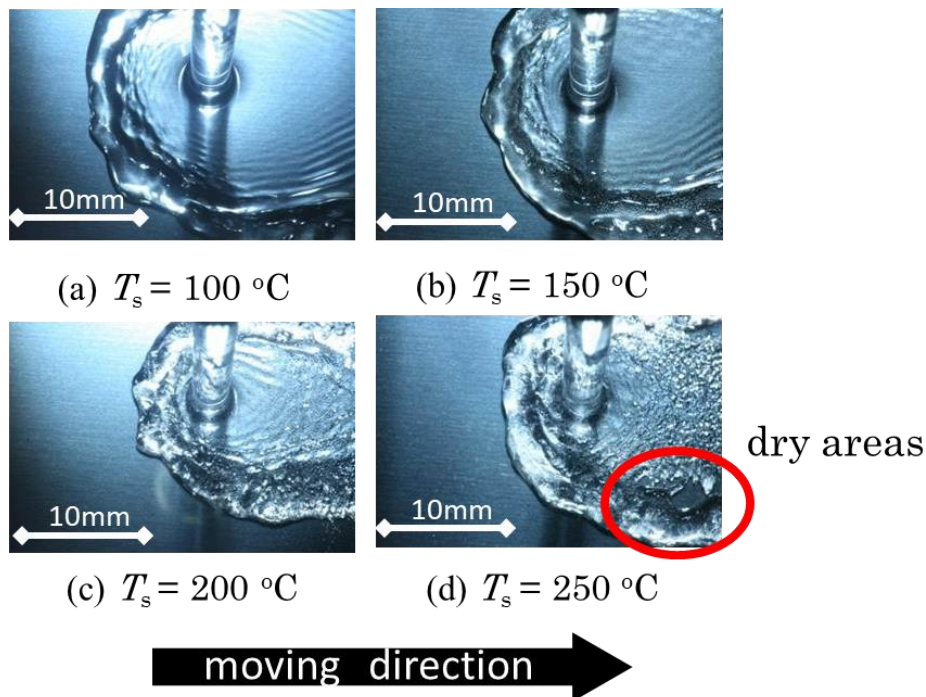 10mm
10mm
(a) Ts = 100 °C
(b) Ts = 150 °C
10mm
10mm
dry areas
(c) Ts = 200 °C
(d) Ts = 250 °C
moving direction